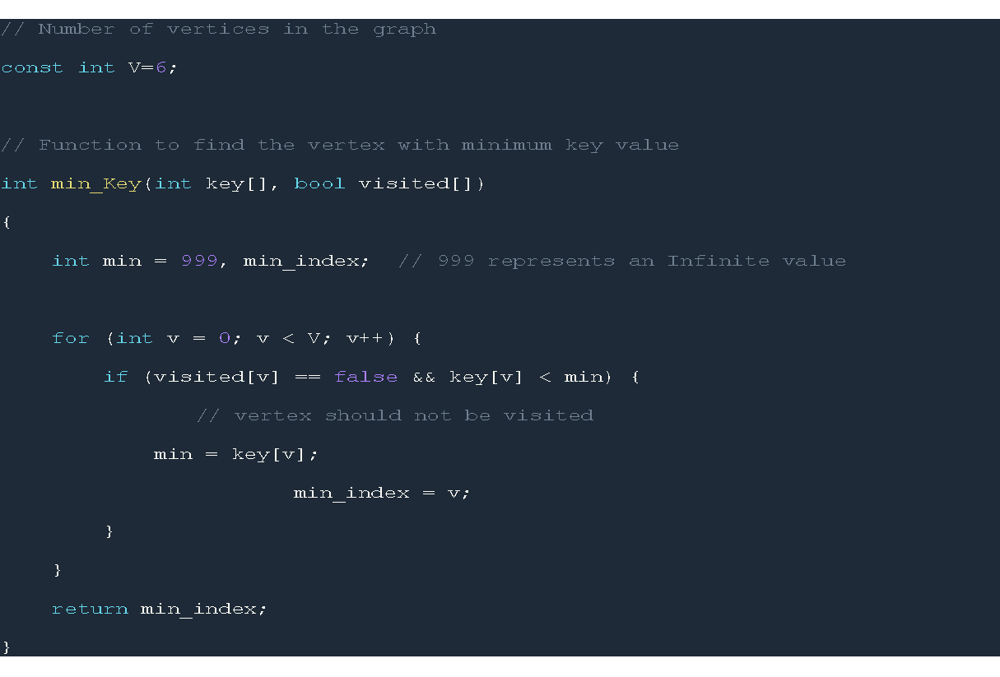 // Number of vertices in the graph
const int V=6;
// Function to find the vertex with minimum key value
int min_Key(int key[], bool visited[])
{
int min = 999, min_index; // 999 represents an Infinite value
for (int v = 0; v < V; v++) {
if (visited[v] == false && key[v] < min) {
// vertex should not be visited
min = key[v];
min_index = v;
}
}
return min_index;
}